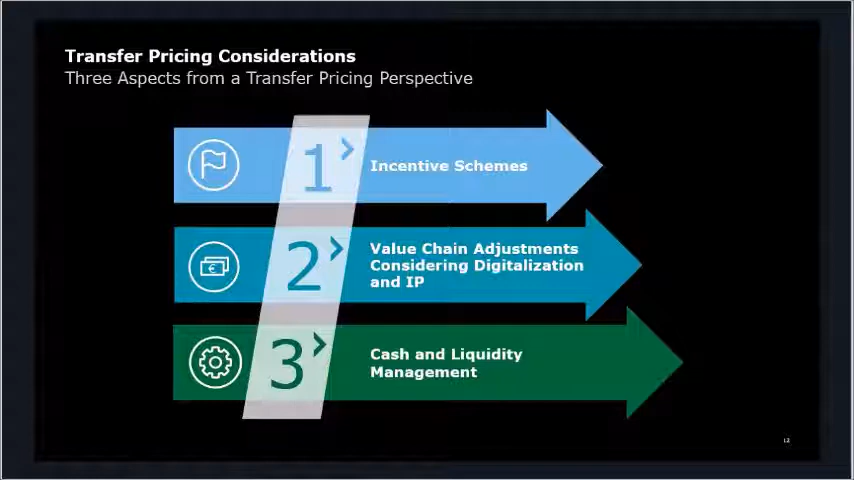 Transfer Pricing Considerations
Three Aspects from a Transfer Pricing Perspective
1
Incentive Schemes
2
Value Chain Adjustments
Considering Digitalization
and IP
3
Cash and Liquidity
Management